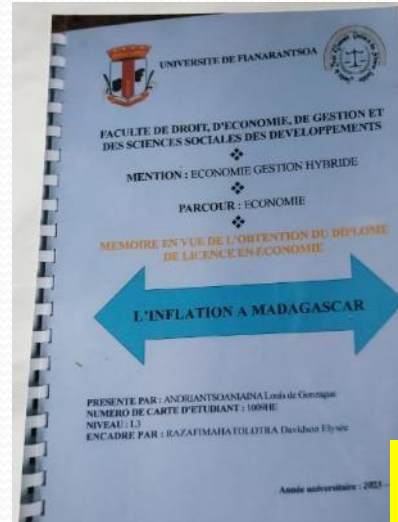 UNIVERSITE DE FIANARANTSOA
FACULTE DE DROIT, D'ECONOMIE, DE GESTION ET
DES SCIENCES SOCIALES DES DEVELOPPEMENTS
MENTION : ECONOMIE GESTION HYBRIDE
PARCOUR : ECONOMIE
MEMOIRE EN VUE DE L'OBTENTION DU DIPLOME
DE LICENCE EN-ECONOMIE
L'INFLATION A MADAGASCAR
PRESENTE PAR : ANDRIANTSOANIAINA Louis de Gonzague
NUMERO DE CARTE D'ETUDIANT : 1009HE
NIVEAU : L3
ENCADRE PAR : RAZAFIMAHATOLOTRA Davidson Elysée
Année universitaire : 2023 -